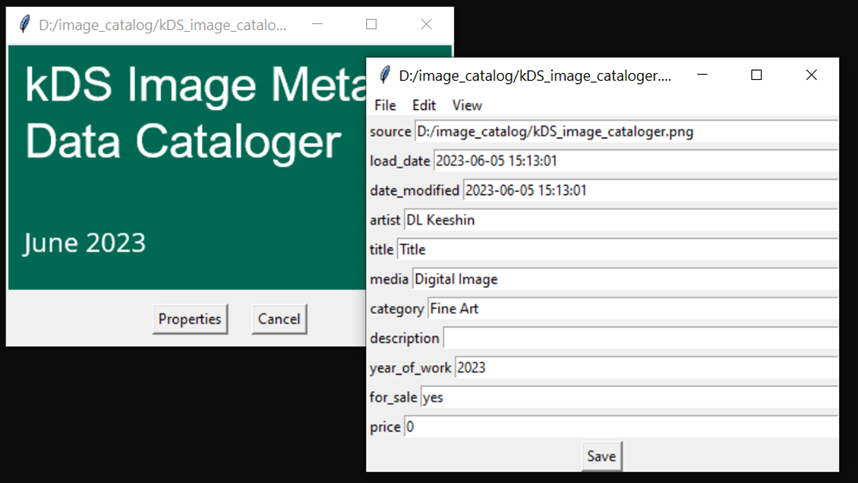 D:/image_catalog/kDS_image_catalo...
kDS Image Meta
Data Cataloger
June 2023
Properties
Cancel
D:/image_catalog/kDS_image_cataloger....
File Edit View
source D:/image_catalog/kDS_image_cataloger.png
load_date 2023-06-05 15:13:01
date_modified 2023-06-05 15:13:01
artist DL Keeshin
title Title
media Digital Image
category Fine Art
description
year_of_work 2023
for_sale yes
price 0
Save